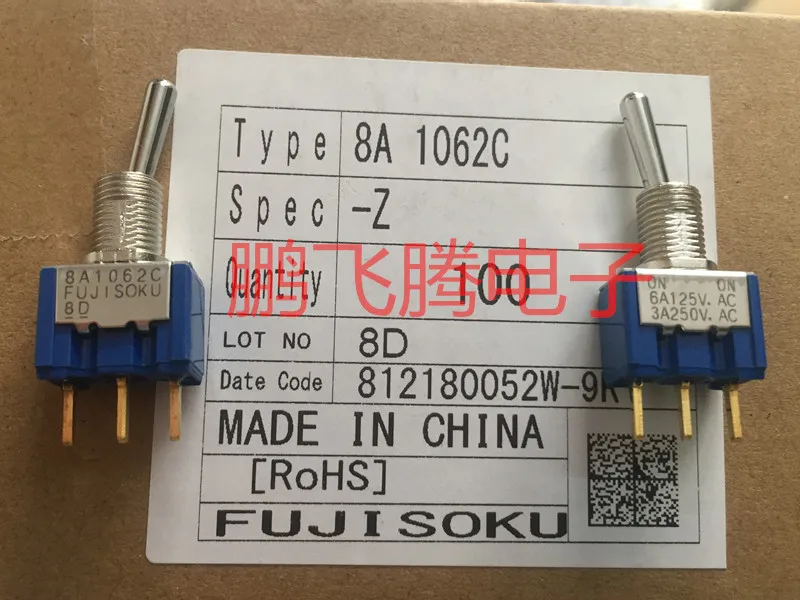 Type 8A 1062C
Spec -Z
Quantity 100
鹏飞腾电子
LOT NO 8D
Date Code 812180052W-9R
MADE IN CHINA
[RoHS]
FUJISOKU
8A1062C
FUJISOKU
8D
ON ON
6A125V. AC
3A250V. AC